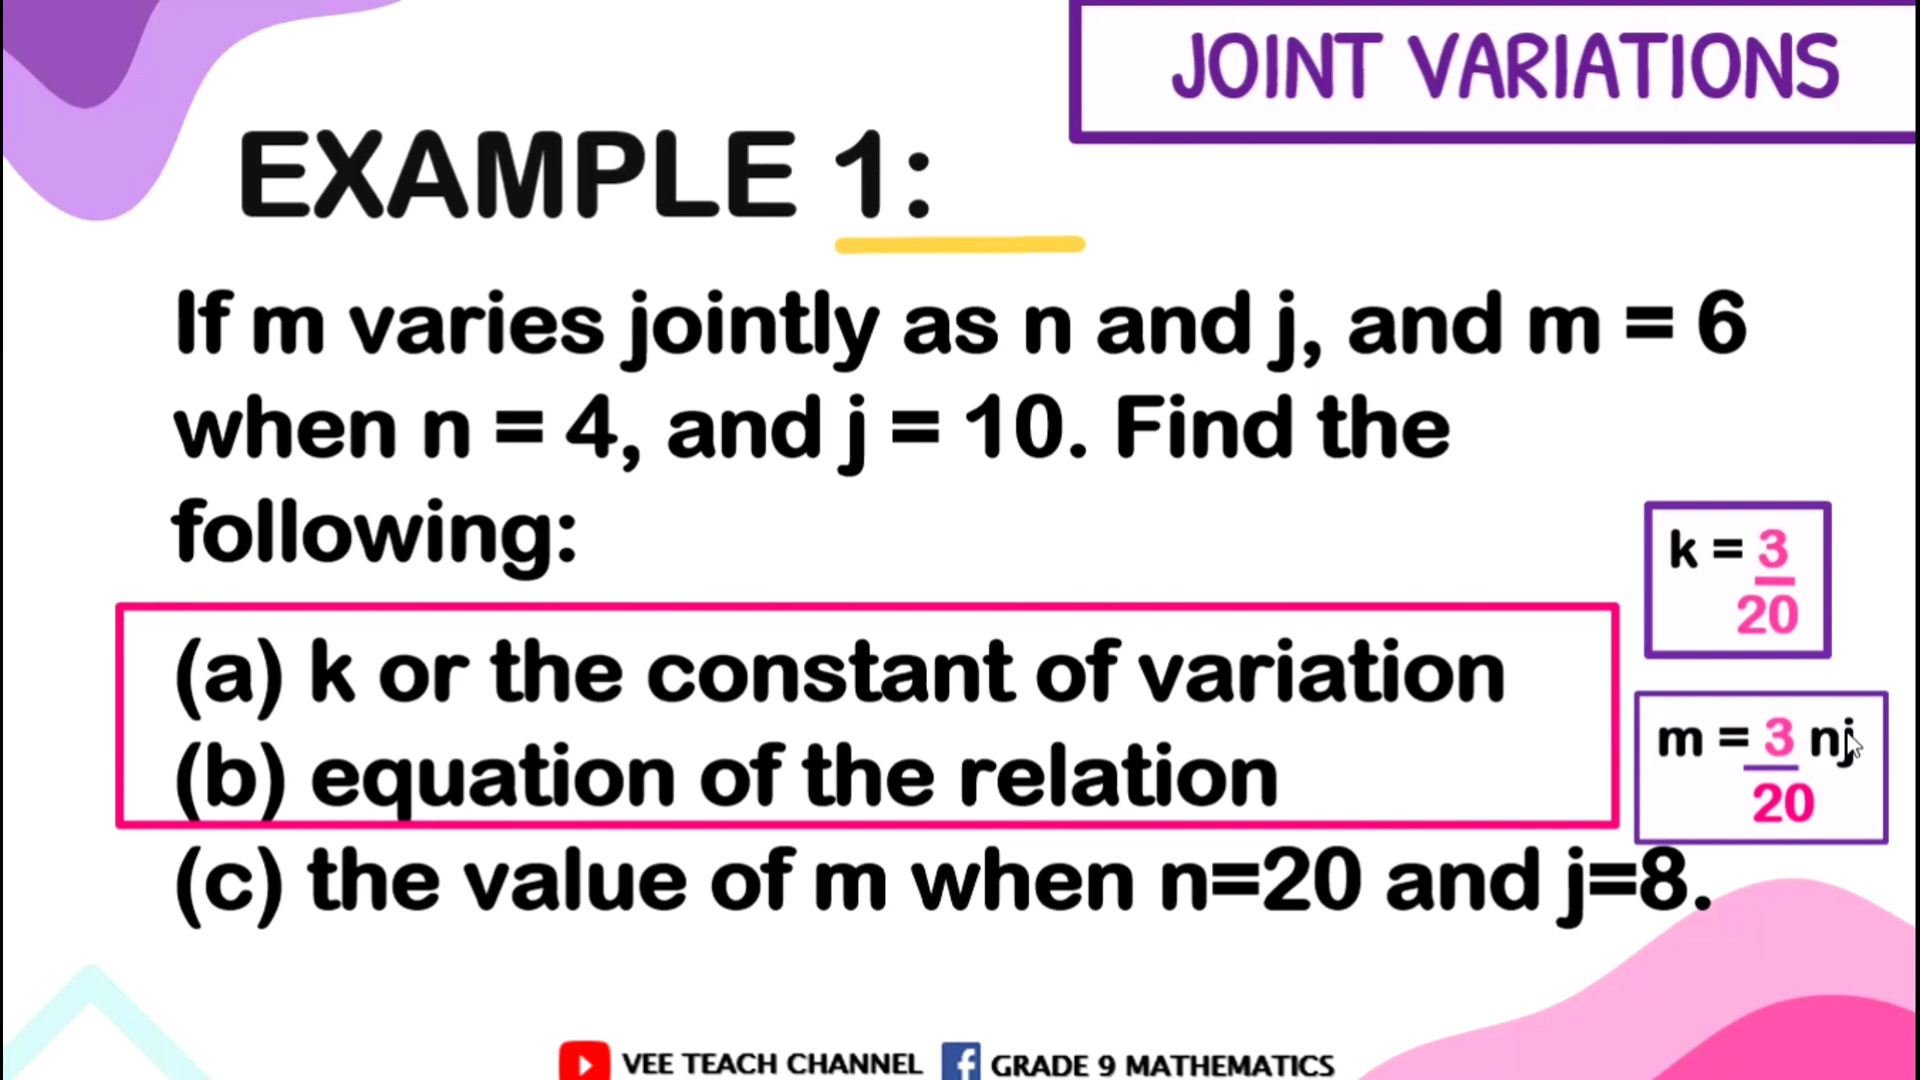 JOINT VARIATIONS
EXAMPLE 1:
If m varies jointly as n and j, and m = 6
when n = 4, and j = 10. Find the
following:
k = 3
20
(a) k or the constant of variation
m = 3 nj
20
(b) equation of the relation
(c) the value of m when n=20 and j=8.
VEE TEACH CHANNEL f GRADE 9 MATHEMATICS